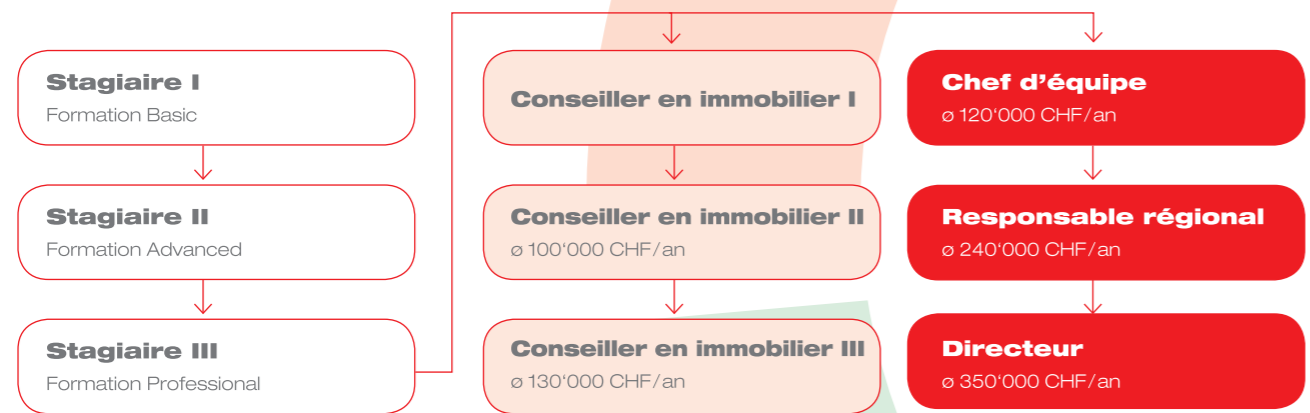 Stagiaire I
Formation Basic
Stagiaire II
Formation Advanced
Stagiaire III
Formation Professional
Conseiller en immobilier I
Conseiller en immobilier II
ø 100‘000 CHF/an
Conseiller en immobilier III
ø 130‘000 CHF/an
Chef d’équipe
ø 120‘000 CHF/an
Responsable régional
ø 240‘000 CHF/an
Directeur
ø 350‘000 CHF/an